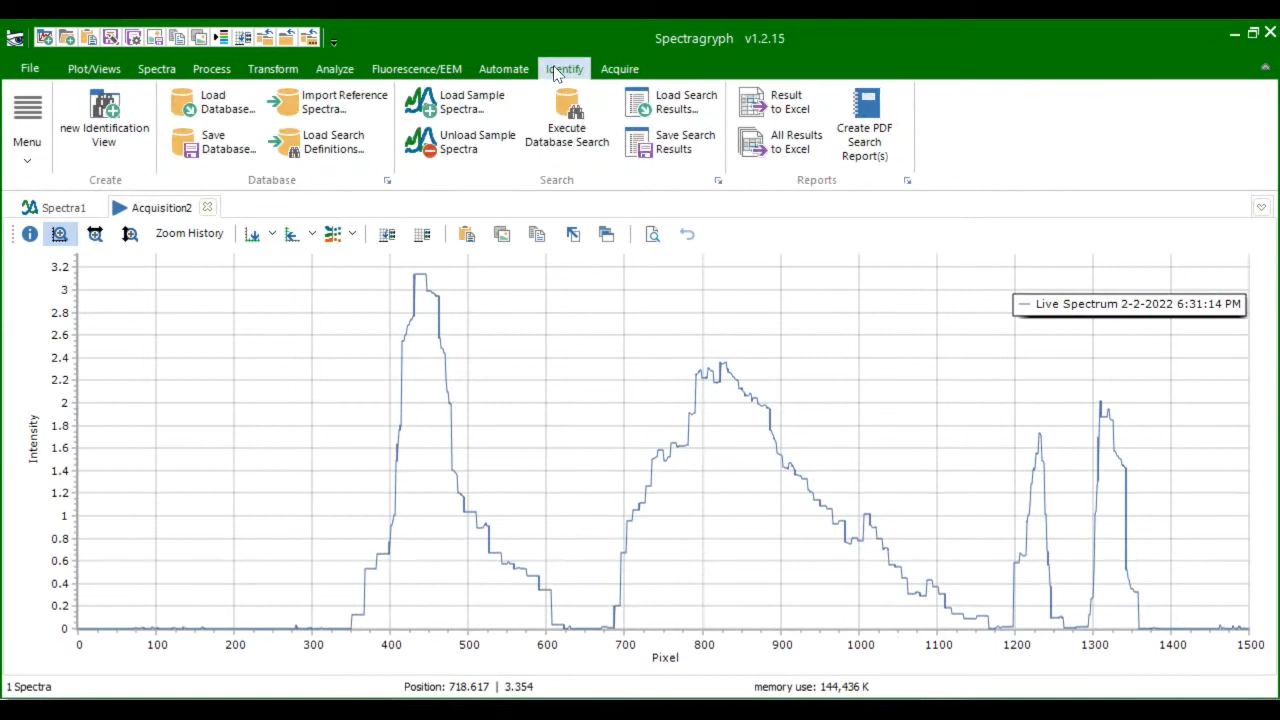 Spectragryph v1.2.15
File Plot/Views Spectra Process Transform Analyze Fluorescence/EEM Automate Identify Acquire
Menu
new Identification
View
Create
Load
Database...
Save
Database...
Import Reference
Spectra...
Load Search
Definitions...
Database
Load Sample
Spectra...
Unload Sample
Spectra
Execute
Database Search
Load Search
Results...
Save Search
Results
Search
Result
to Excel
All Results
to Excel
Create PDF
Search
Report(s)
Reports
Spectra1 Acquisition2
Zoom History
3.2
3
2.8
2.6
2.4
2.2
2
1.8
1.6
1.4
1.2
1
0.8
0.6
0.4
0.2
0
Intensity
Live Spectrum 2-2-2022 6:31:14 PM
0 100 200 300 400 500 600 700 800 900 1000 1100 1200 1300 1400 1500
Pixel
1 Spectra Position: 718.617 | 3.354 memory use: 144,436 K